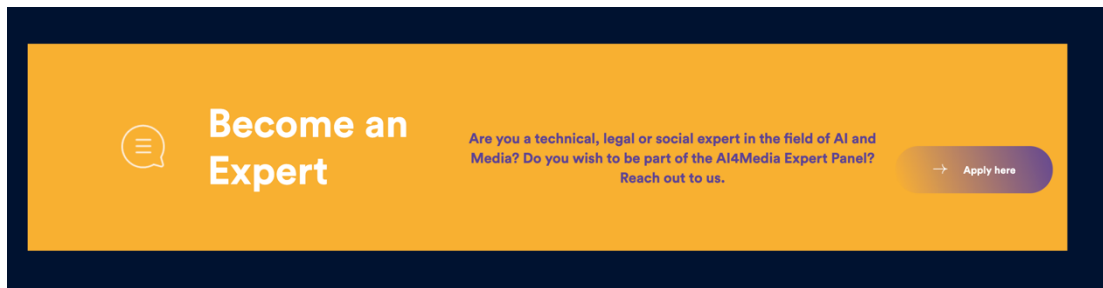 Become an
Expert
Are you a technical, legal or social expert in the field of AI and
Media? Do you wish to be part of the AI4Media Expert Panel?
Reach out to us.
Apply here